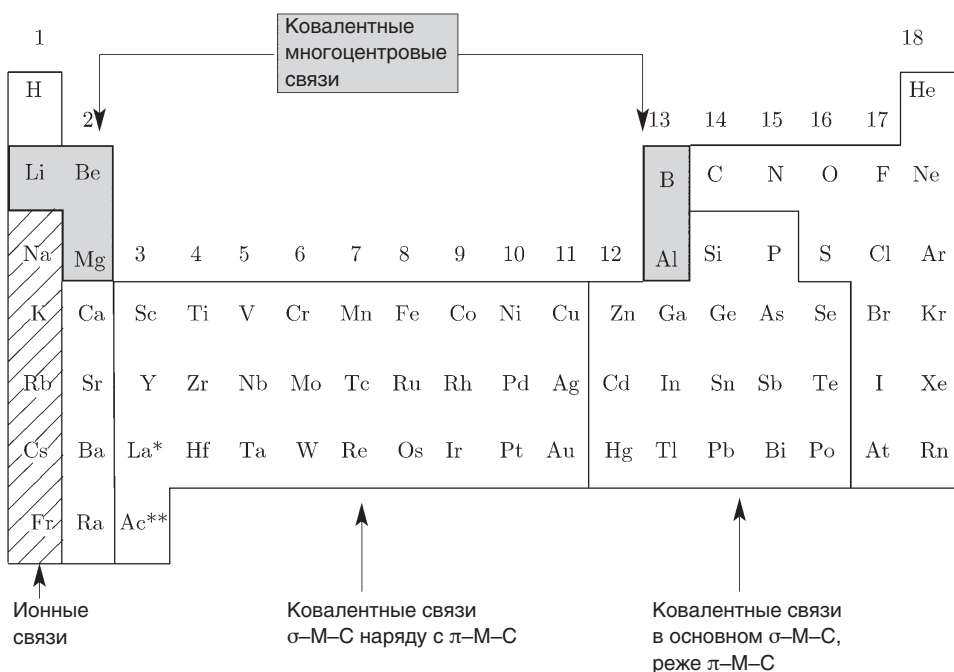 1 Ковалентные 18
многоцентровые
связи
H He
2 13 14 15 16 17
Li Be B C N O F Ne
Na Mg 3 4 5 6 7 8 9 10 11 12 Al Si P S Cl Ar
K Ca Sc Ti V Cr Mn Fe Co Ni Cu Zn Ga Ge As Se Br Kr
Rb Sr Y Zr Nb Mo Tc Ru Rh Pd Ag Cd In Sn Sb Te I Xe
Cs Ba La* Hf Ta W Re Os Ir Pt Au Hg Tl Pb Bi Po At Rn
Fr Ra Ac**
Ионные
связи
Ковалентные связи
σ–М–С наряду с π–М–С
Ковалентные связи
в основном σ–М–С,
реже π–М–С